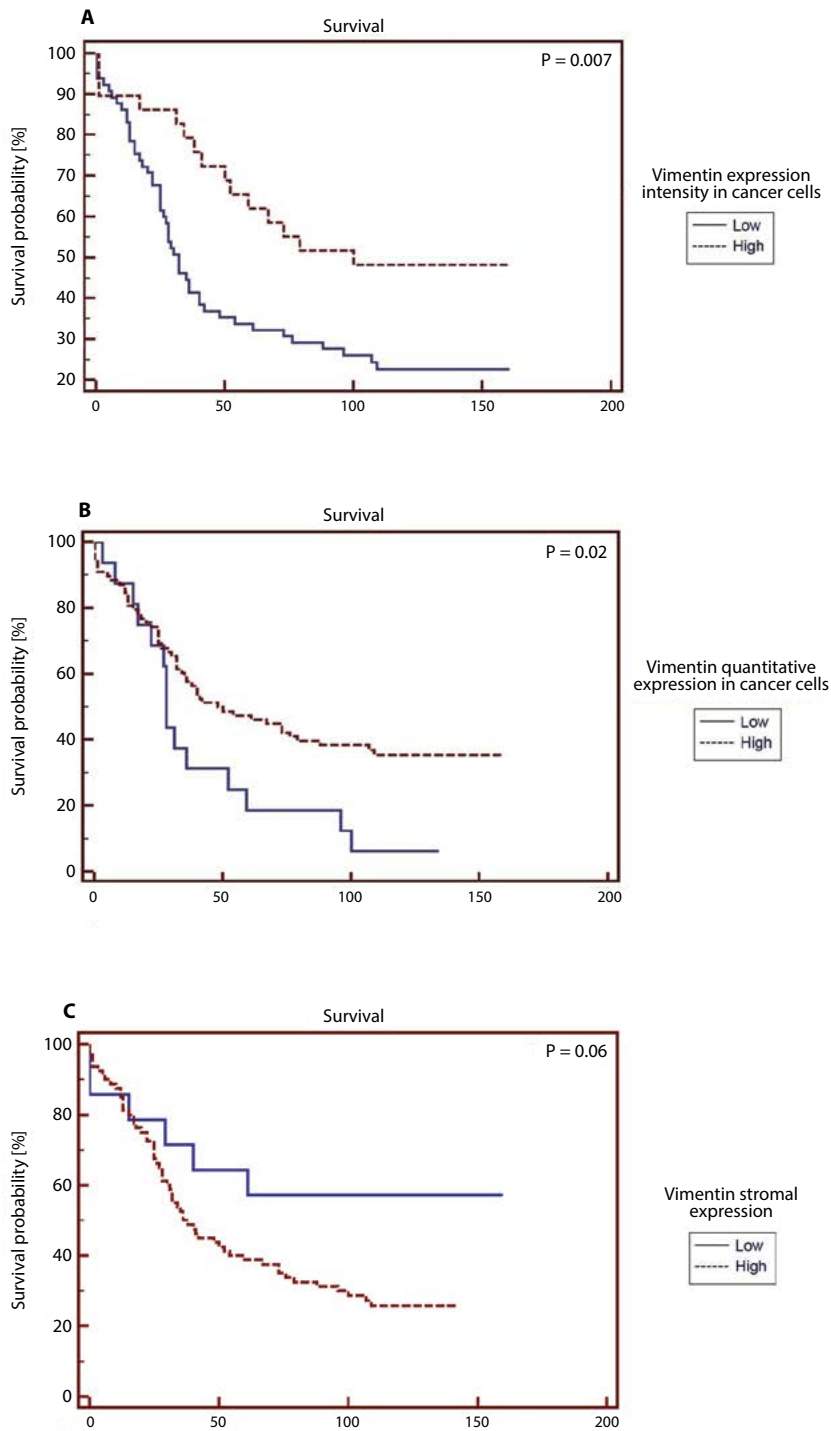 A
Survival
P = 0.007
Survival probability [%]
100
90
80
70
60
50
40
30
20
0
50
100
150
200
Vimentin expression
intensity in cancer cells
Low
High
B
Survival
P = 0.02
Survival probability [%]
100
80
60
40
20
0
0
50
100
150
200
Vimentin quantitative
expression in cancer cells
Low
High
C
Survival
P = 0.06
Survival probability [%]
100
80
60
40
20
0
0
50
100
150
200
Vimentin stromal
expression
Low
High